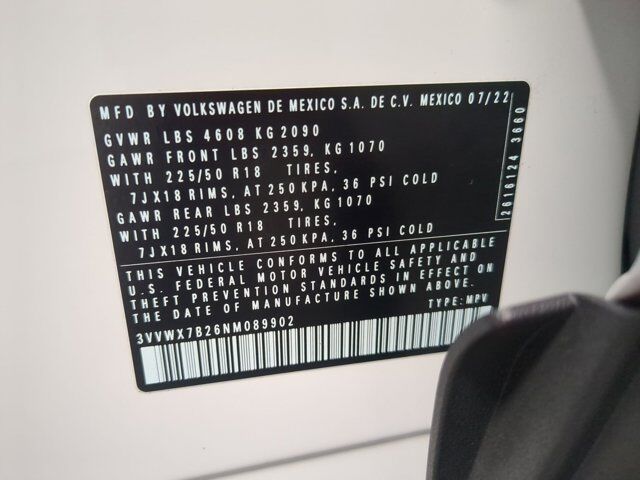 MFD BY VOLKSWAGEN DE MEXICO S.A. DE C.V. MEXICO 07/22
GVWR LBS 4608 KG 2090
GAWR FRONT LBS 2359, KG 1070
WITH 225/50 R18 TIRES,
7JX18 RIMS, AT 250 KPA, 36 PSI COLD
GAWR REAR LBS 2359, KG 1070
WITH 225/50 R18 TIRES,
7JX18 RIMS, AT 250 KPA, 36 PSI COLD
THIS VEHICLE CONFORMS TO ALL APPLICABLE
U.S. FEDERAL MOTOR VEHICLE SAFETY AND
THEFT PREVENTION STANDARDS IN EFFECT ON
THE DATE OF MANUFACTURE SHOWN ABOVE.
3VVWX7B26NM089902 TYPE: MPV
2616124 3660